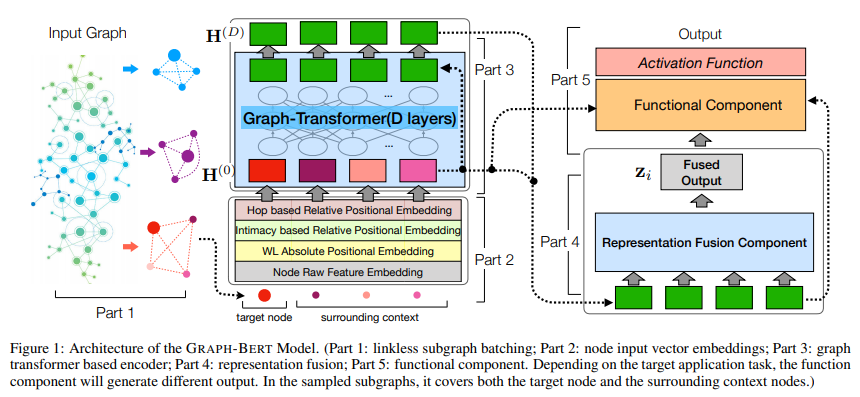 Input Graph
Part 1
H(D)
Part 3
Graph-Transformer(D layers)
...
...
H(0)
Hop based Relative Positional Embedding
Intimacy based Relative Positional Embedding
WL Absolute Positional Embedding
Node Raw Feature Embedding
Part 2
target node
surrounding context
Output
Part 5
Activation Function
Functional Component
zi
Fused
Output
Part 4
Representation Fusion Component
Figure 1: Architecture of the GRAPH-BERT Model. (Part 1: linkless subgraph batching; Part 2: node input vector embeddings; Part 3: graph
transformer based encoder; Part 4: representation fusion; Part 5: functional component. Depending on the target application task, the function
component will generate different output. In the sampled subgraphs, it covers both the target node and the surrounding context nodes.)